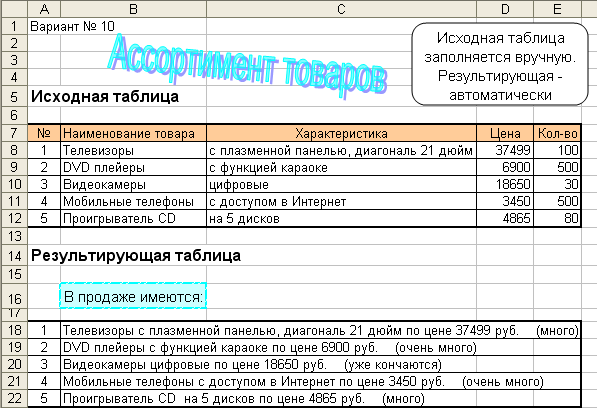 A B C D E
1 Вариант № 10
2
3
4
Ассортимент товаров
Исходная таблица
заполняется вручную.
Результирующая -
автоматически
5 Исходная таблица
6
7 № Наименование товара Характеристика Цена Кол-во
8 1 Телевизоры с плазменной панелью, диагональ 21 дюйм 37499 100
9 2 DVD плейеры с функцией караоке 6900 500
10 3 Видеокамеры цифровые 18650 30
11 4 Мобильные телефоны с доступом в Интернет 3450 500
12 5 Проигрыватель CD на 5 дисков 4865 80
13
14 Результирующая таблица
15
16 В продаже имеются:
17
18 1 Телевизоры с плазменной панелью, диагональ 21 дюйм по цене 37499 руб. (много)
19 2 DVD плейеры с функцией караоке по цене 6900 руб. (очень много)
20 3 Видеокамеры цифровые по цене 18650 руб. (уже кончаются)
21 4 Мобильные телефоны с доступом в Интернет по цене 3450 руб. (очень много)
22 5 Проигрыватель CD на 5 дисков по цене 4865 руб. (много)